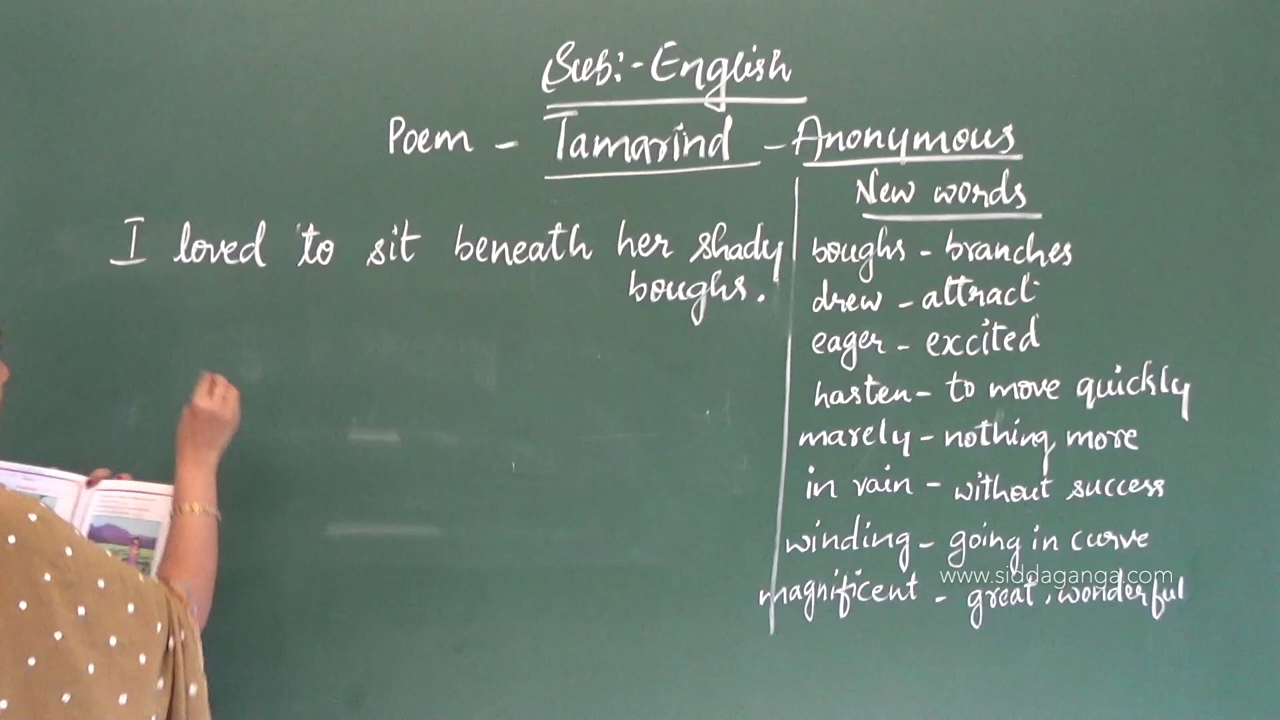 Sub:- English
Poem - Tamarind - Anonymous
I loved to sit beneath her shady
boughs.
New words
boughs - branches
drew - attract
eager - excited
hasten - to move quickly
marely - nothing more
in vain - without success
winding - going in curve
www.siddaganga.com
magnificent - great, wonderful